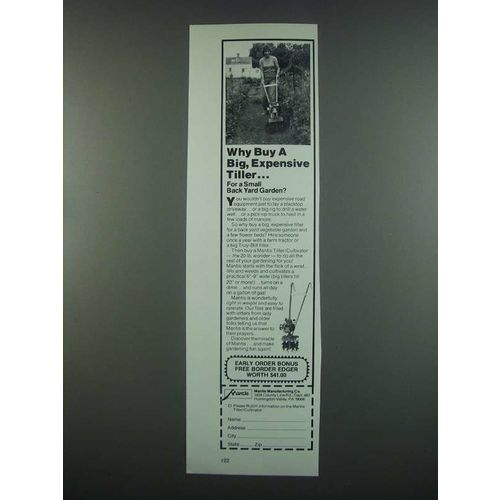 Why Buy A
Big, Expensive
Tiller...
For a Small
Back Yard Garden?
You wouldn't buy expensive road
equipment just to lay a blacktop
driveway... or a big rig to drill a water
well... or a pick-up truck to haul in a
few loads of manure.
So why buy a big, expensive tiller
for a back yard vegetable garden and
a few flower beds? Hire someone
once a year with a farm tractor or
a big Troy-Bilt tiller.
Then buy a Mantis Tiller/Cultivator
— the 20 lb. wonder — to do all the
rest of your gardening for you!
Mantis starts with the flick of a wrist...
tills and weeds and cultivates a
practical 6"-9" wide (big tillers till
20" or more!)... turns on a
dime... and runs all day
on a gallon of gas!
Mantis is wonderfully
light in weight and easy to
operate. Our files are filled
with letters from lady
gardeners and older
folks telling us that
Mantis is the answer to
their prayers.
Discover the miracle
of Mantis... and make
gardening fun again!
EARLY ORDER BONUS
FREE BORDER EDGER
WORTH $41.00
Mantis
Mantis Manufacturing Co.
1458 County Line Rd., Dept.
Huntingdon Valley, PA 19006
Please RUSH information on the Mantis
Tiller/Cultivator.
Name
Address
City
State Zip
122